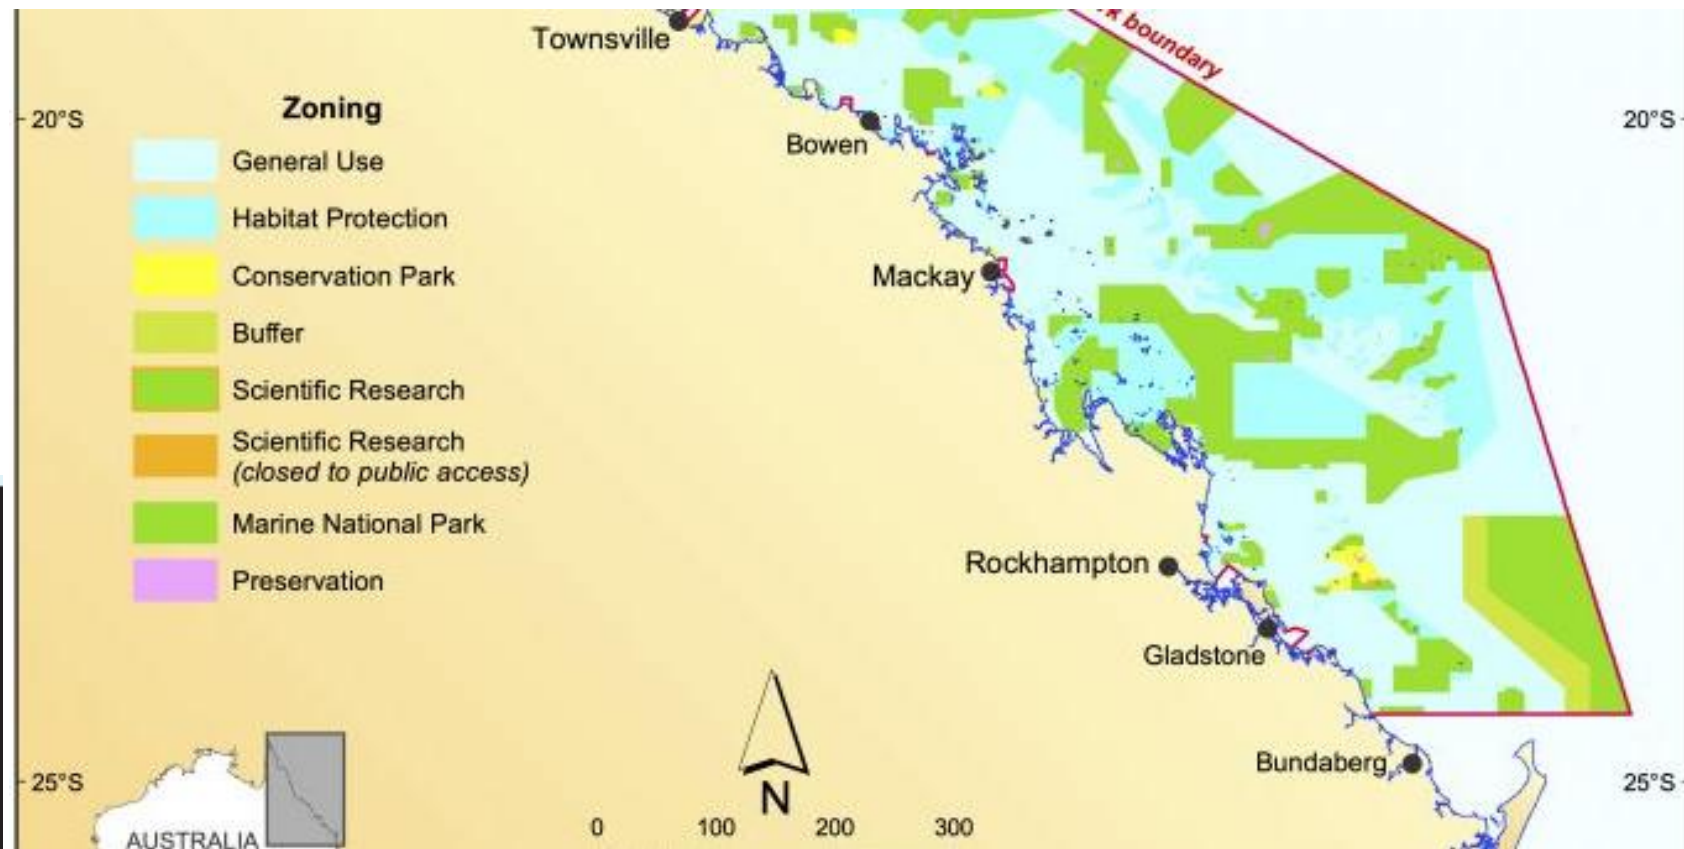 Townsville
k boundary
Zoning
20°S
20°S
General Use
Bowen
Habitat Protection
Conservation Park
Mackay
Buffer
Scientific Research
Scientific Research
(closed to public access)
Marine National Park
Rockhampton
Preservation
Gladstone
Bundaberg
25°S
25°S
N
0 100 200 300
AUSTRALIA